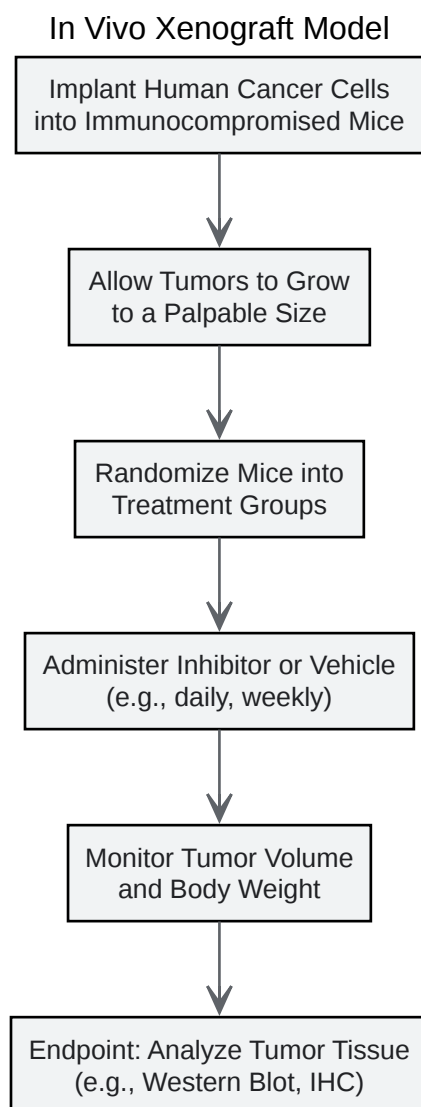 In Vivo Xenograft Model
Implant Human Cancer Cells
into Immunocompromised Mice
Allow Tumors to Grow
to a Palpable Size
Randomize Mice into
Treatment Groups
Administer Inhibitor or Vehicle
(e.g., daily, weekly)
Monitor Tumor Volume
and Body Weight
Endpoint: Analyze Tumor Tissue
(e.g., Western Blot, IHC)